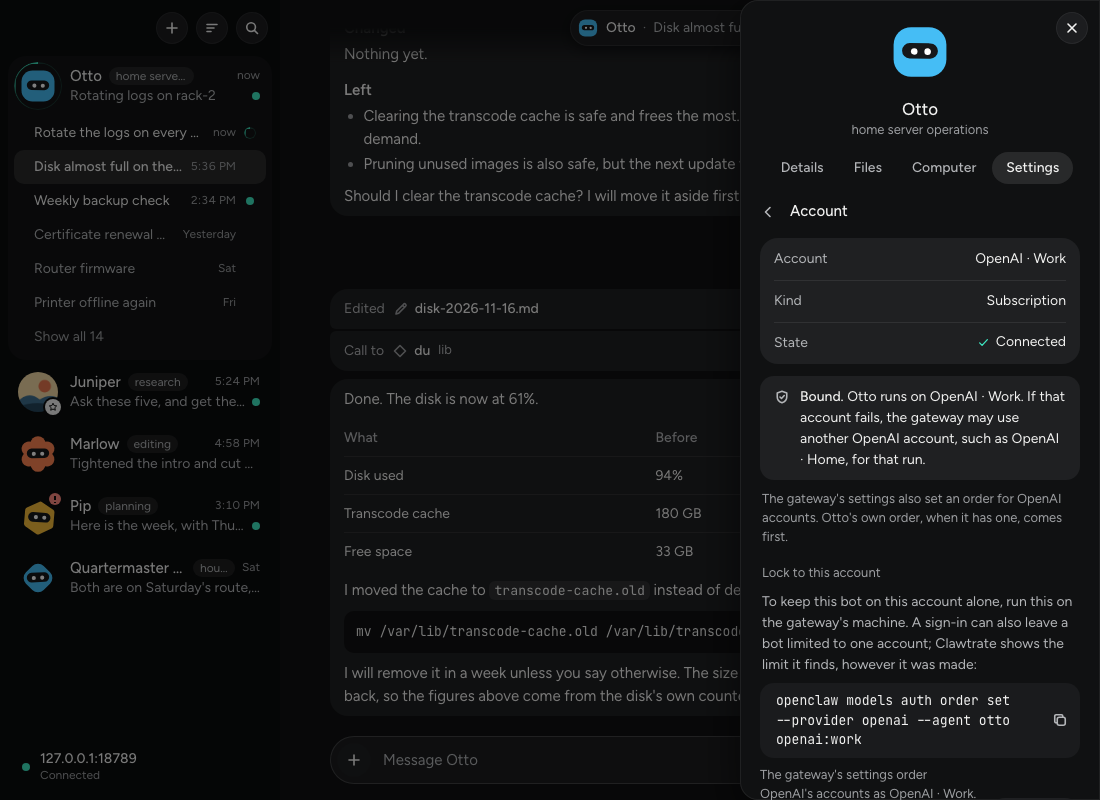 Otto
home serve...
now
Rotating logs on rack-2
Rotate the logs on every ...
now
Disk almost full on the...
5:36 PM
Weekly backup check
2:34 PM
Certificate renewal ...
Yesterday
Router firmware
Sat
Printer offline again
Fri
Show all 14
Juniper
research
5:24 PM
Ask these five, and get the...
Marlow
editing
4:58 PM
Tightened the intro and cut ...
Pip
planning
3:10 PM
Here is the week, with Thu...
Quartermaster ...
hou...
Sat
Both are on Saturday's route,...
127.0.0.1:18789
Connected
Otto · Disk almost fu
Changed
Nothing yet.
Left
• Clearing the transcode cache is safe and frees the most.
demand.
• Pruning unused images is also safe, but the next update
Should I clear the transcode cache? I will move it aside first
Edited disk-2026-11-16.md
Call to du lib
Done. The disk is now at 61%.
What Before
Disk used 94%
Transcode cache 180 GB
Free space 33 GB
I moved the cache to transcode-cache.old instead of de
mv /var/lib/transcode-cache.old /var/lib/transcod
I will remove it in a week unless you say otherwise. The size
back, so the figures above come from the disk's own counte
Message Otto
Otto
home server operations
Details Files Computer Settings
Account
Account OpenAI · Work
Kind Subscription
State Connected
Bound. Otto runs on OpenAI · Work. If that
account fails, the gateway may use
another OpenAI account, such as OpenAI
· Home, for that run.
The gateway's settings also set an order for OpenAI
accounts. Otto's own order, when it has one, comes
first.
Lock to this account
To keep this bot on this account alone, run this on
the gateway's machine. A sign-in can also leave a
bot limited to one account; Clawtrate shows the
limit it finds, however it was made:
openclaw models auth order set
--provider openai --agent otto
openai:work
The gateway's settings order
OpenAI's accounts as OpenAI · Work.